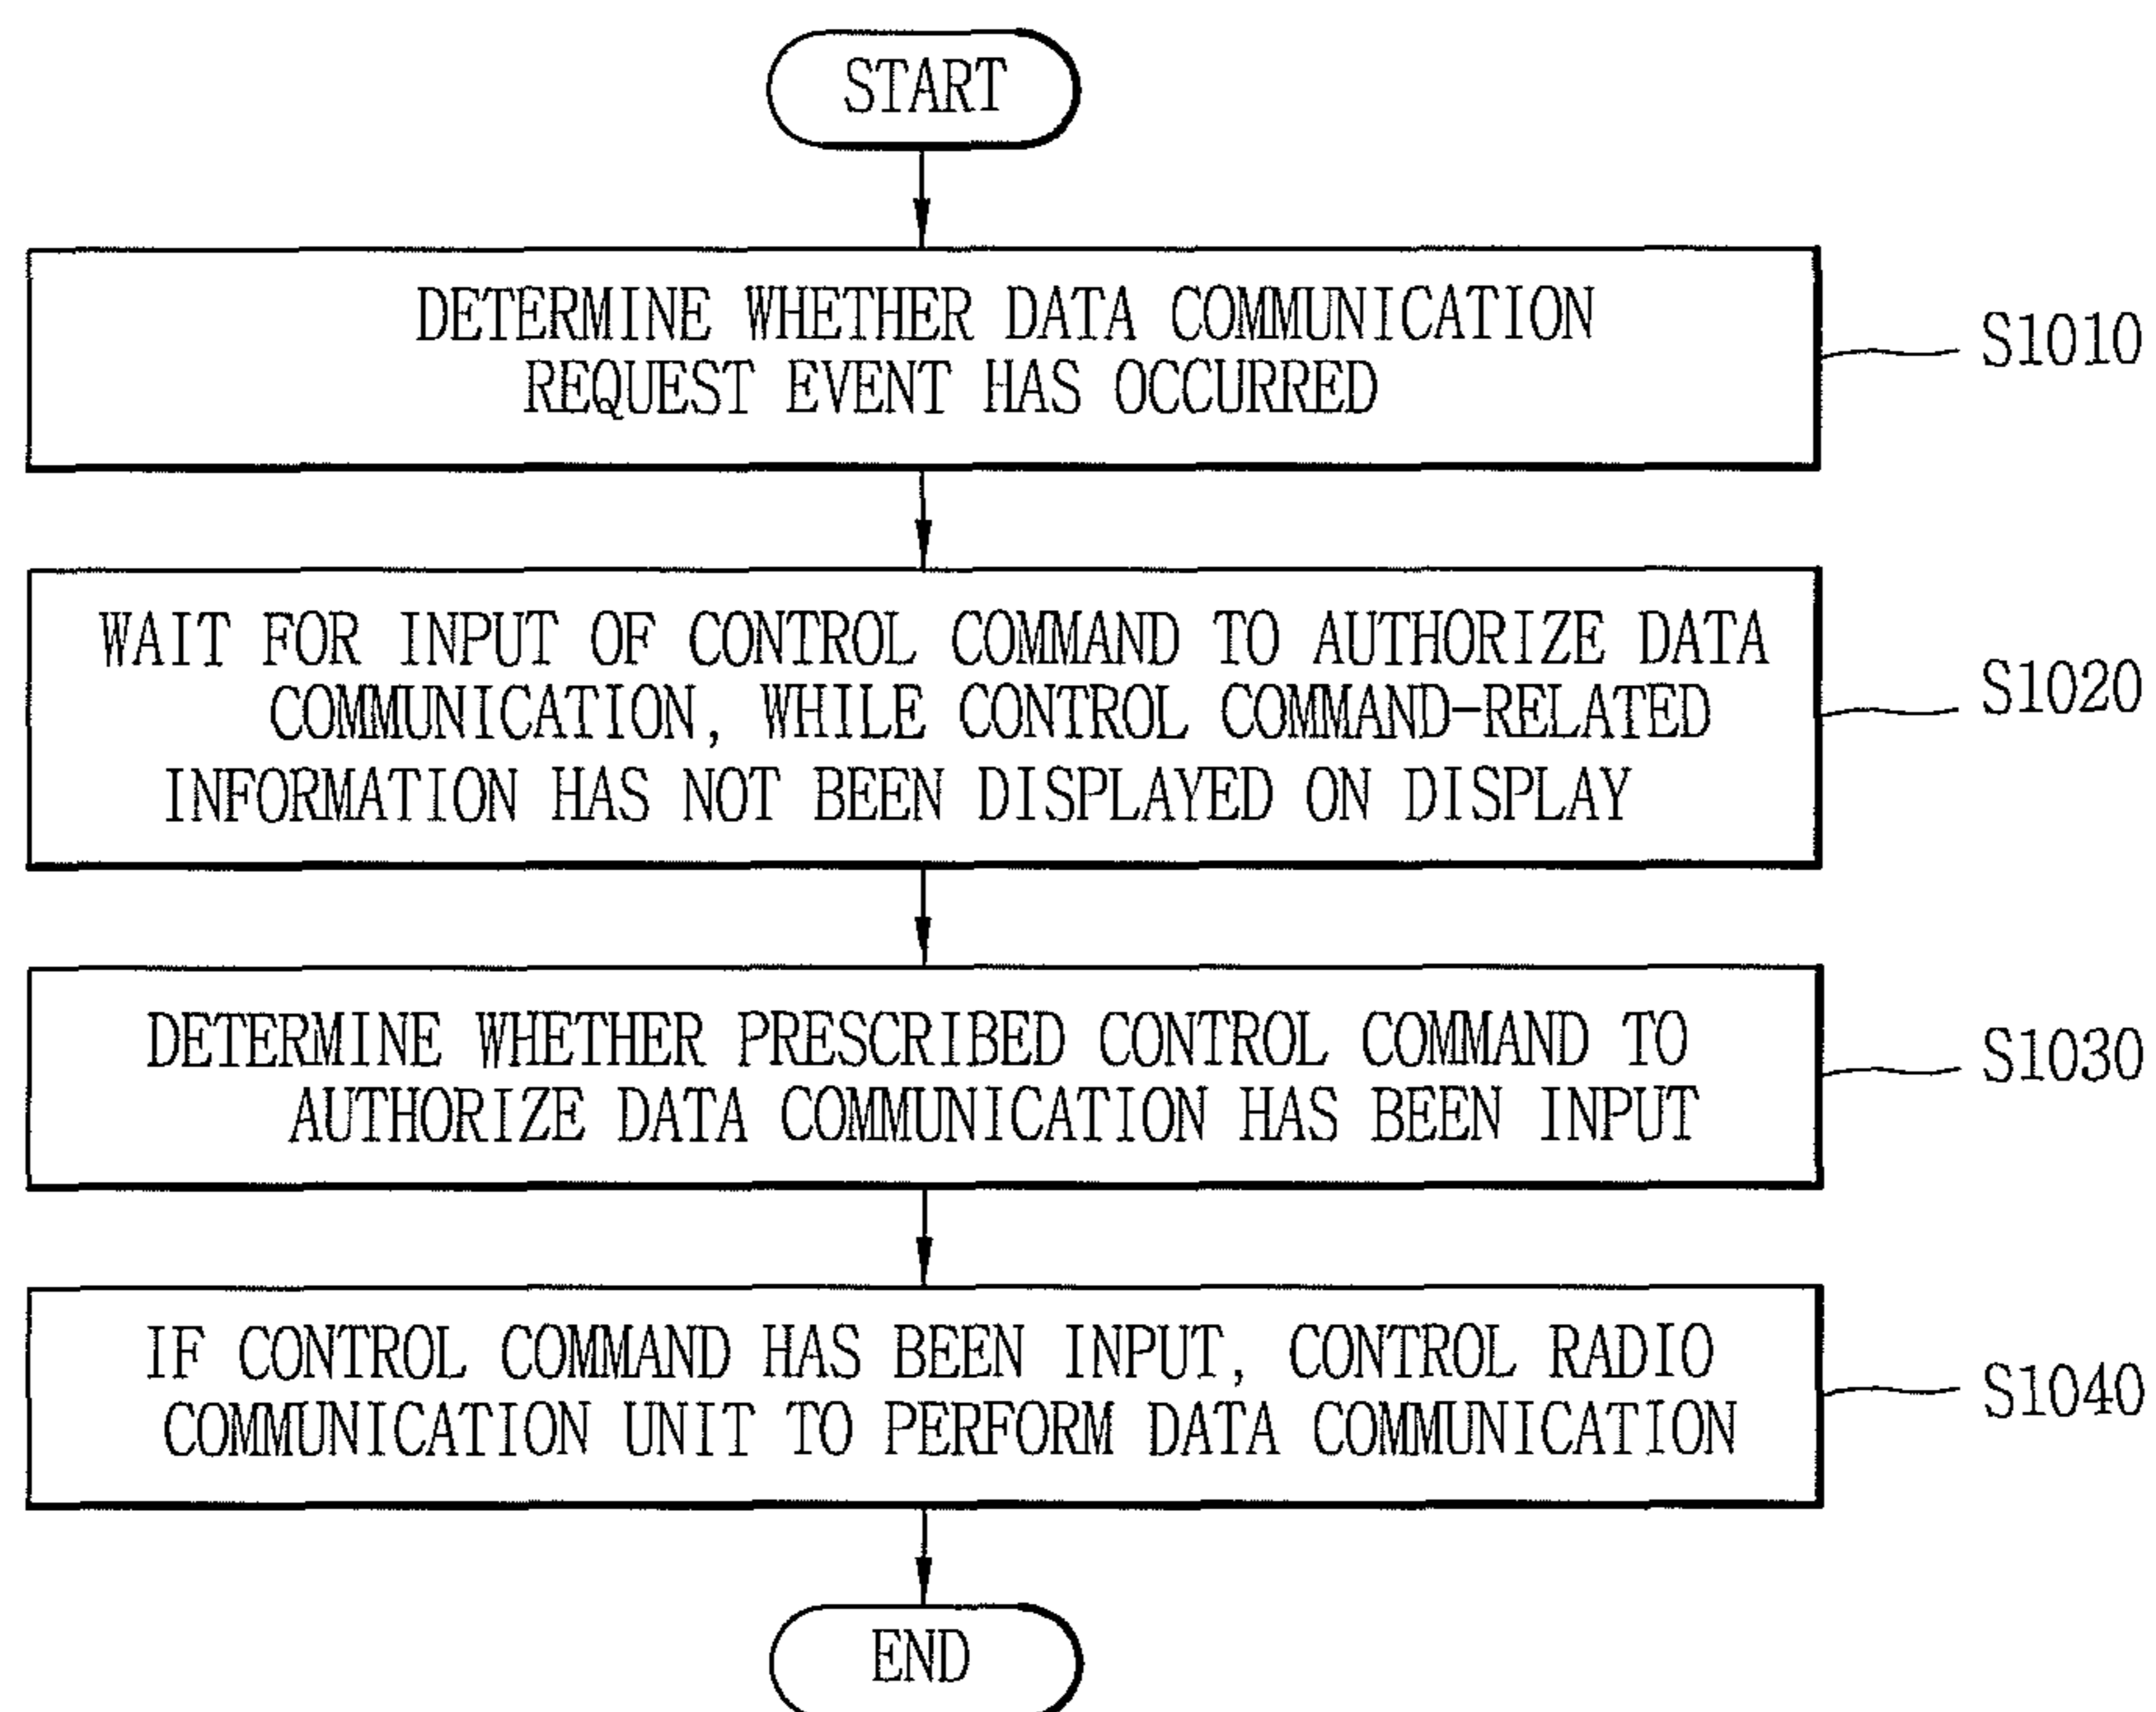 START
DETERMINE WHETHER DATA COMMUNICATION
REQUEST EVENT HAS OCCURRED
S1010
WAIT FOR INPUT OF CONTROL COMMAND TO AUTHORIZE DATA
COMMUNICATION, WHILE CONTROL COMMAND-RELATED
INFORMATION HAS NOT BEEN DISPLAYED ON DISPLAY
S1020
DETERMINE WHETHER PRESCRIBED CONTROL COMMAND TO
AUTHORIZE DATA COMMUNICATION HAS BEEN INPUT
S1030
IF CONTROL COMMAND HAS BEEN INPUT, CONTROL RADIO
COMMUNICATION UNIT TO PERFORM DATA COMMUNICATION
S1040
END